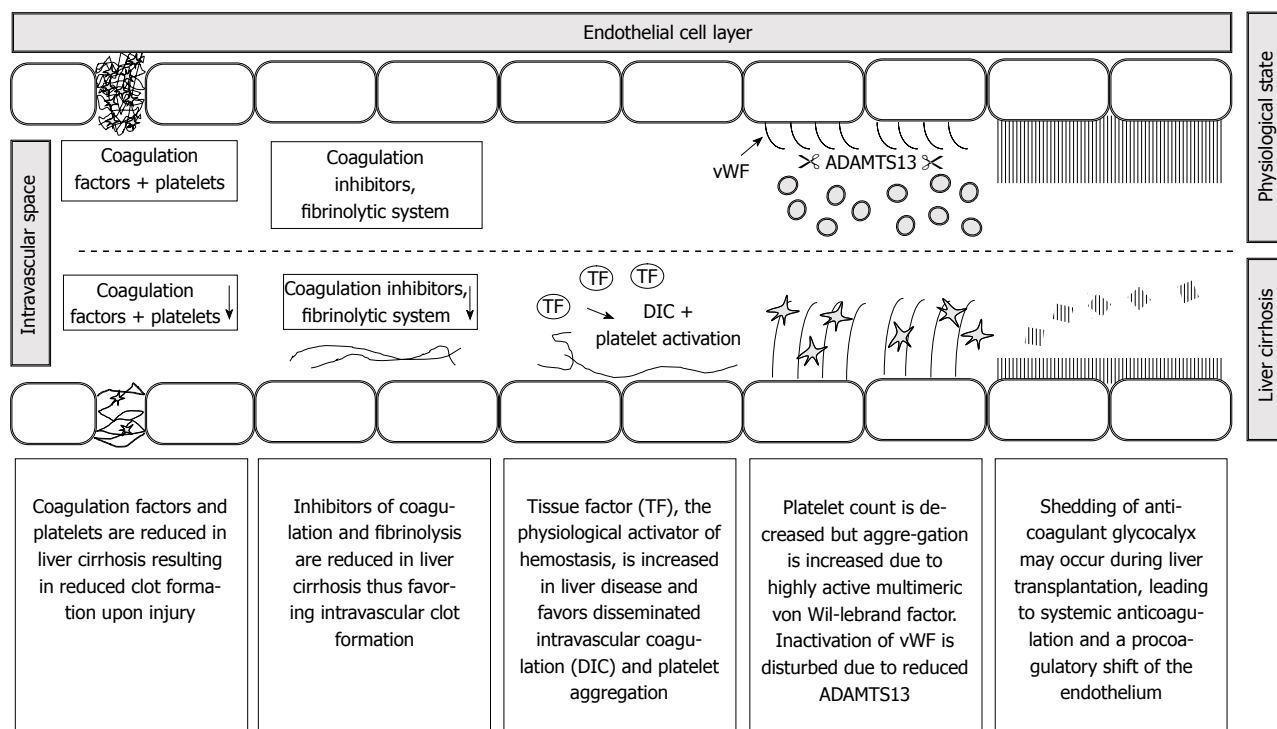 Endothelial cell layer
Physiological state
Intravascular space
Coagulation
factors + platelets
Coagulation
inhibitors,
fibrinolytic system
vWF
ADAMTS13
Coagulation
factors + platelets
Coagulation inhibitors,
fibrinolytic system
TF
TF
TF
DIC +
platelet activation
Liver cirrhosis
Coagulation factors and
platelets are reduced in
liver cirrhosis resulting
in reduced clot forma-
tion upon injury
Inhibitors of coagu-
lation and fibrinolysis
are reduced in liver
cirrhosis thus favor-
ing intravascular clot
formation
Tissue factor (TF), the
physiological activator of
hemostasis, is increased
in liver disease and
favors disseminated
intravascular coagu-
lation (DIC) and platelet
aggregation
Platelet count is de-
creased but aggre-gation
is increased due to
highly active multimeric
von Wil-lebrand factor.
Inactivation of vWF is
disturbed due to reduced
ADAMTS13
Shedding of anti-
coagulant glycocalyx
may occur during liver
transplantation, leading
to systemic anticoagu-
lation and a procoa-
gulatory shift of the
endothelium